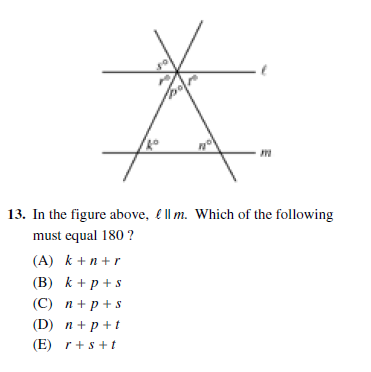 s°
ℓ
r°
p°
k°
n°
m
13. In the figure above, ℓ || m. Which of the following
must equal 180 ?
(A) k + n + r
(B) k + p + s
(C) n + p + s
(D) n + p + t
(E) r + s + t